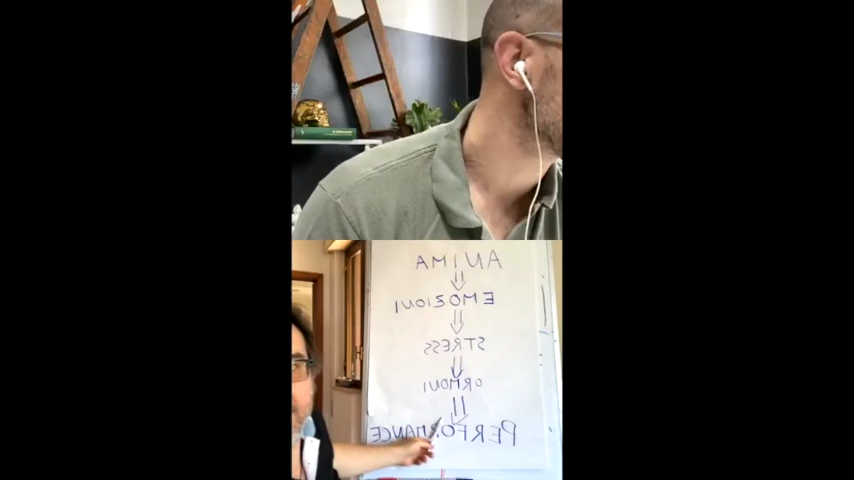 ANIMA
EMOZIONI
STRESS
ORMONI
PERFORMANCE